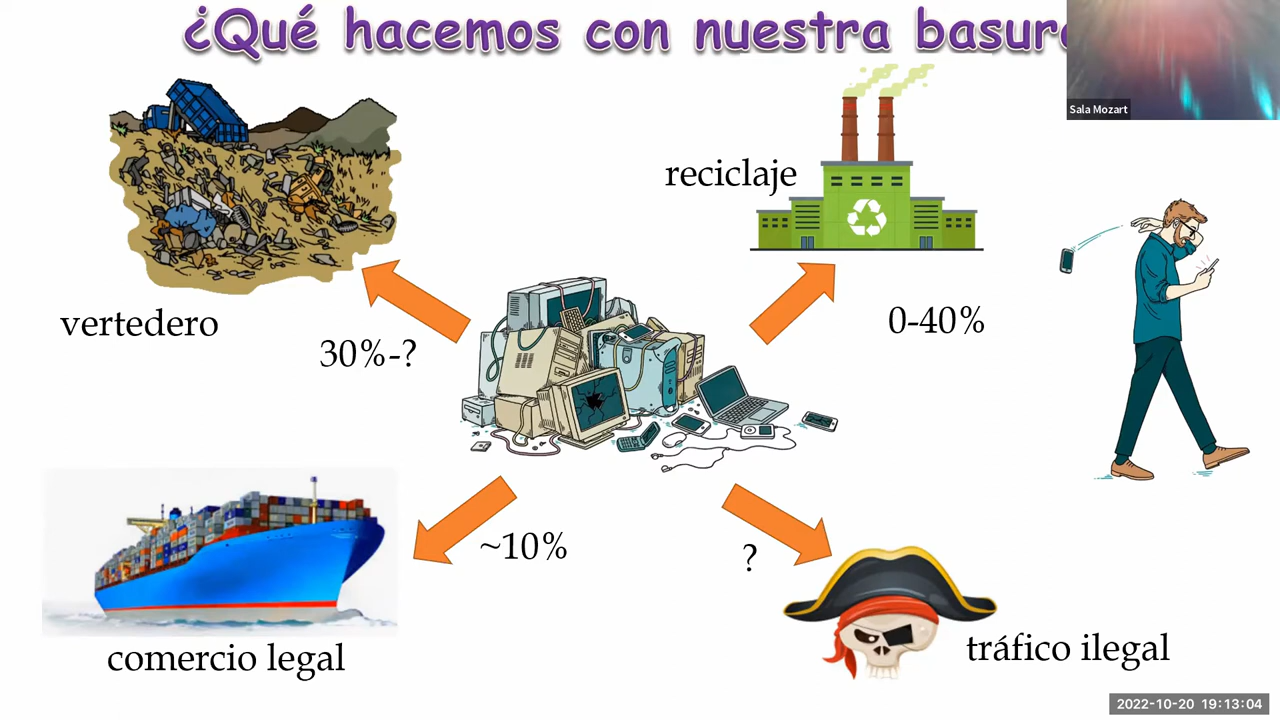 ¿Qué hacemos con nuestra basura
Sala Mozart
reciclaje
vertedero
0-40%
30%-?
~10%
?
comercio legal
tráfico ilegal
2022-10-20 19:13:04